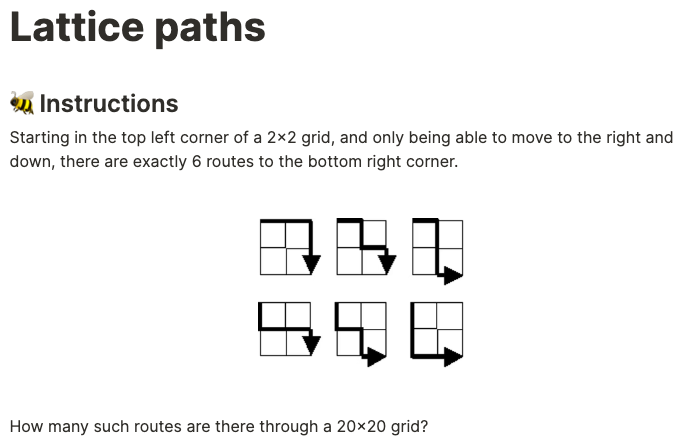 Lattice paths
🐝 Instructions
Starting in the top left corner of a 2×2 grid, and only being able to move to the right and
down, there are exactly 6 routes to the bottom right corner.
How many such routes are there through a 20×20 grid?